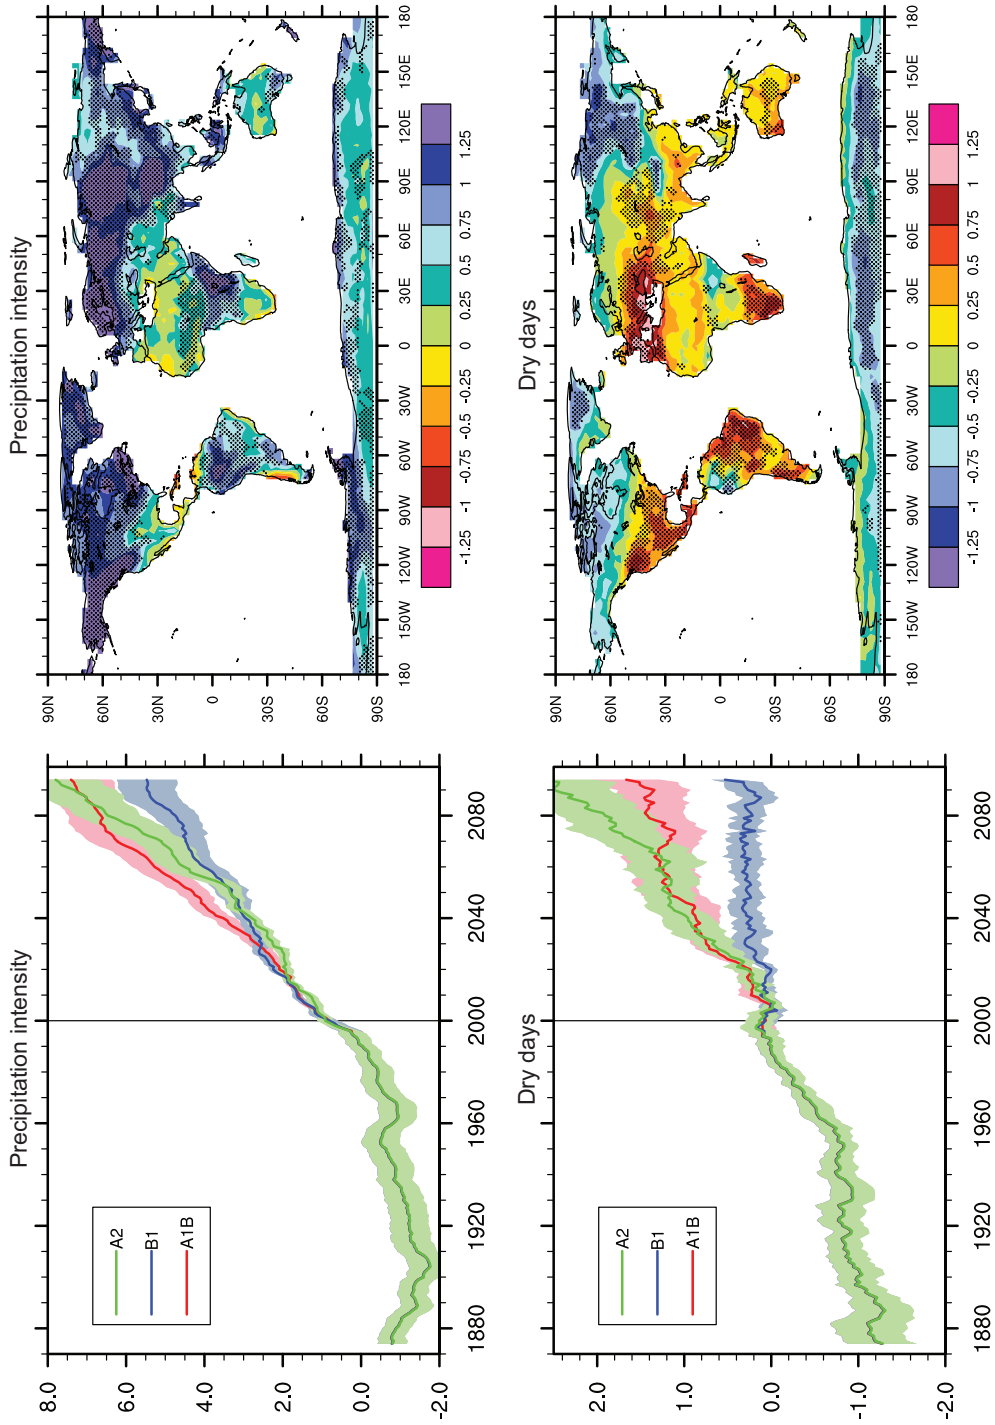 Precipitation intensity
8.0
6.0
4.0
2.0
0.0
-2.0
A2
B1
A1B
1880
1920
1960
2000
2040
2080
Precipitation intensity
90N
60N
30N
0
30S
60S
90S
180
150W
120W
90W
60W
30W
0
30E
60E
90E
120E
150E
180
-1.25
-1
-0.75
-0.5
-0.25
0
0.25
0.5
0.75
1
1.25
Dry days
2.0
1.0
0.0
-1.0
-2.0
A2
B1
A1B
1880
1920
1960
2000
2040
2080
Dry days
90N
60N
30N
0
30S
60S
90S
180
150W
120W
90W
60W
30W
0
30E
60E
90E
120E
150E
180
-1.25
-1
-0.75
-0.5
-0.25
0
0.25
0.5
0.75
1
1.25